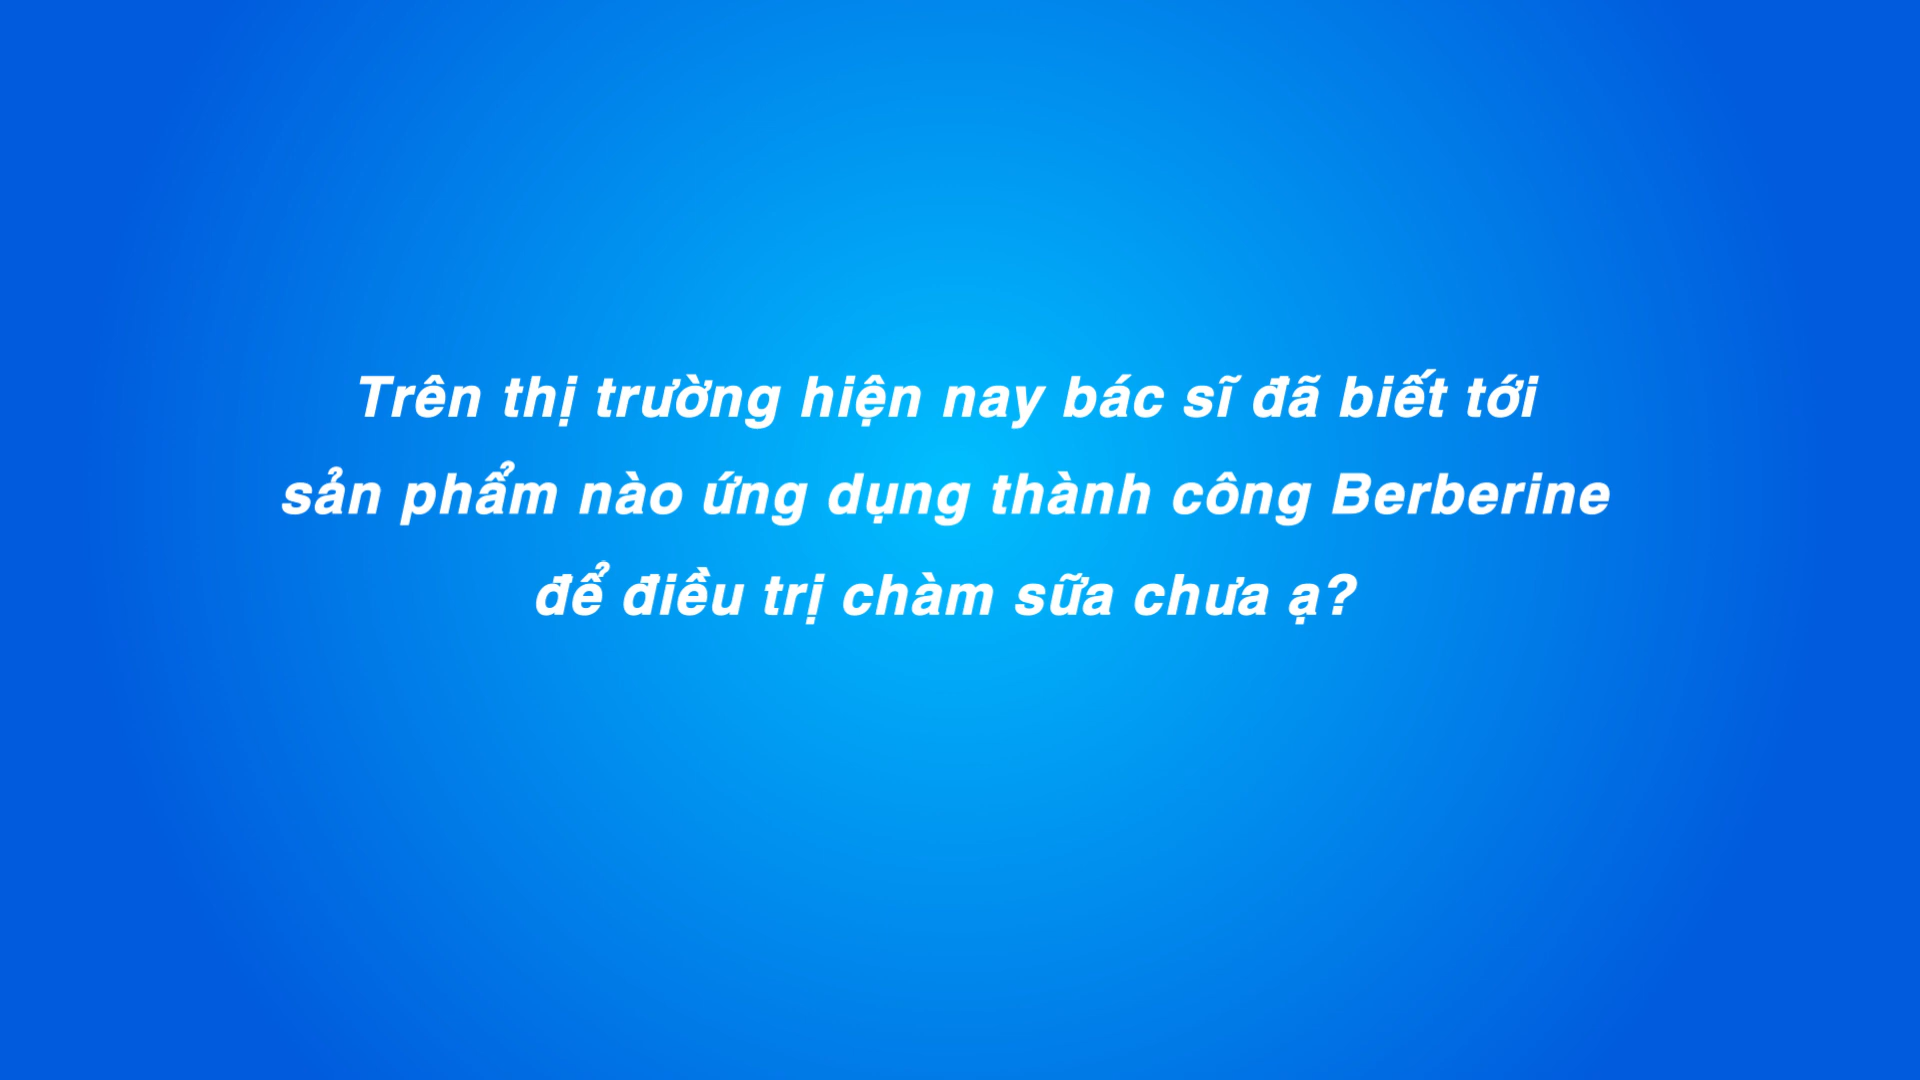 Trên thị trường hiện nay bác sĩ đã biết tới
sản phẩm nào ứng dụng thành công Berberine
để điều trị chàm sữa chưa ạ?